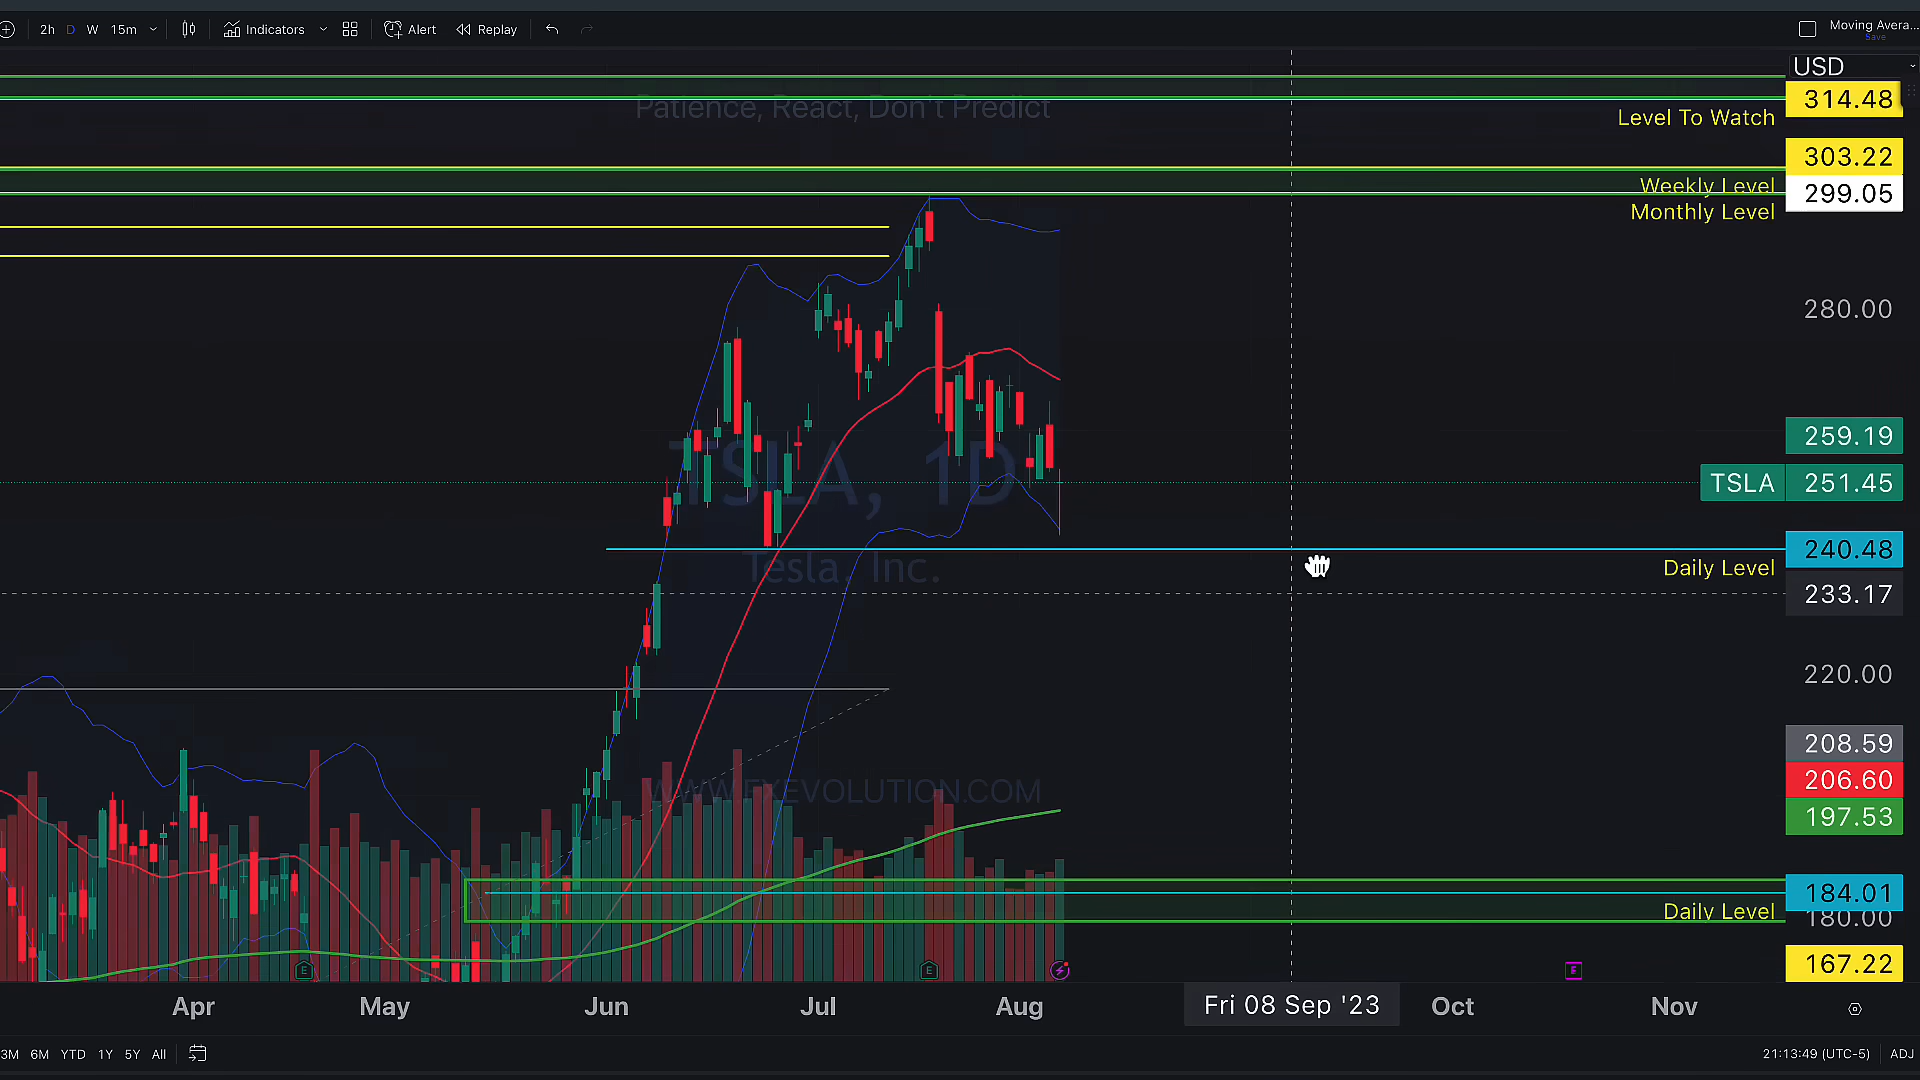 2h D W 15m Indicators Alert Replay
Moving Avera...
Save
USD
Patience, React, Don't Predict
314.48
Level To Watch
303.22
Weekly Level
299.05
Monthly Level
280.00
259.19
TSLA, 1D
TSLA 251.45
240.48
Tesla, Inc.
Daily Level
233.17
220.00
208.59
206.60
WWW.FXEVOLUTION.COM
197.53
184.01
Daily Level
180.00
167.22
E
E
E
Apr May Jun Jul Aug Fri 08 Sep '23 Oct Nov
3M 6M YTD 1Y 5Y All
21:13:49 (UTC-5) ADJ